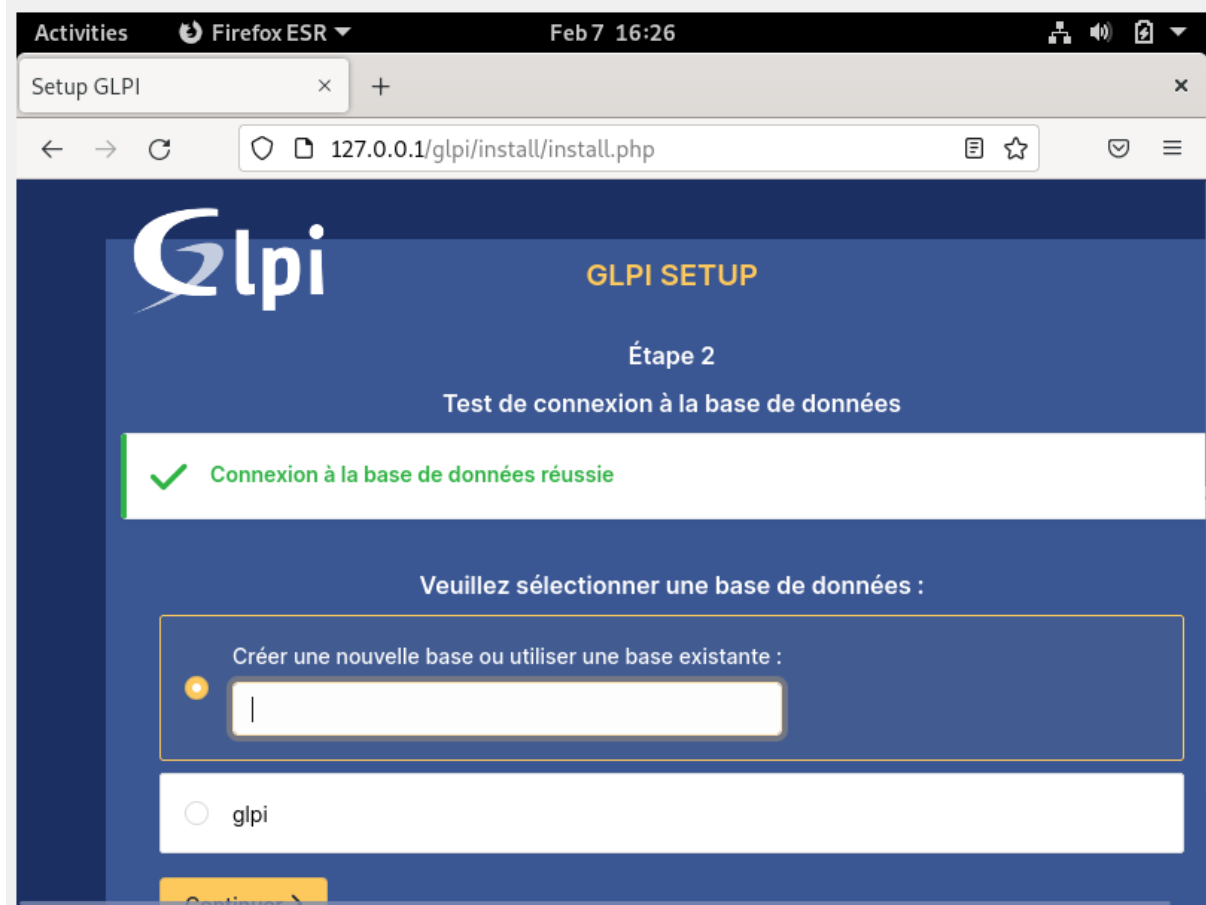 Activities Firefox ESR Feb 7 16:26
Setup GLPI
127.0.0.1/glpi/install/install.php
Glpi
GLPI SETUP
Étape 2
Test de connexion à la base de données
Connexion à la base de données réussie
Veuillez sélectionner une base de données :
Créer une nouvelle base ou utiliser une base existante :
glpi
Continuer